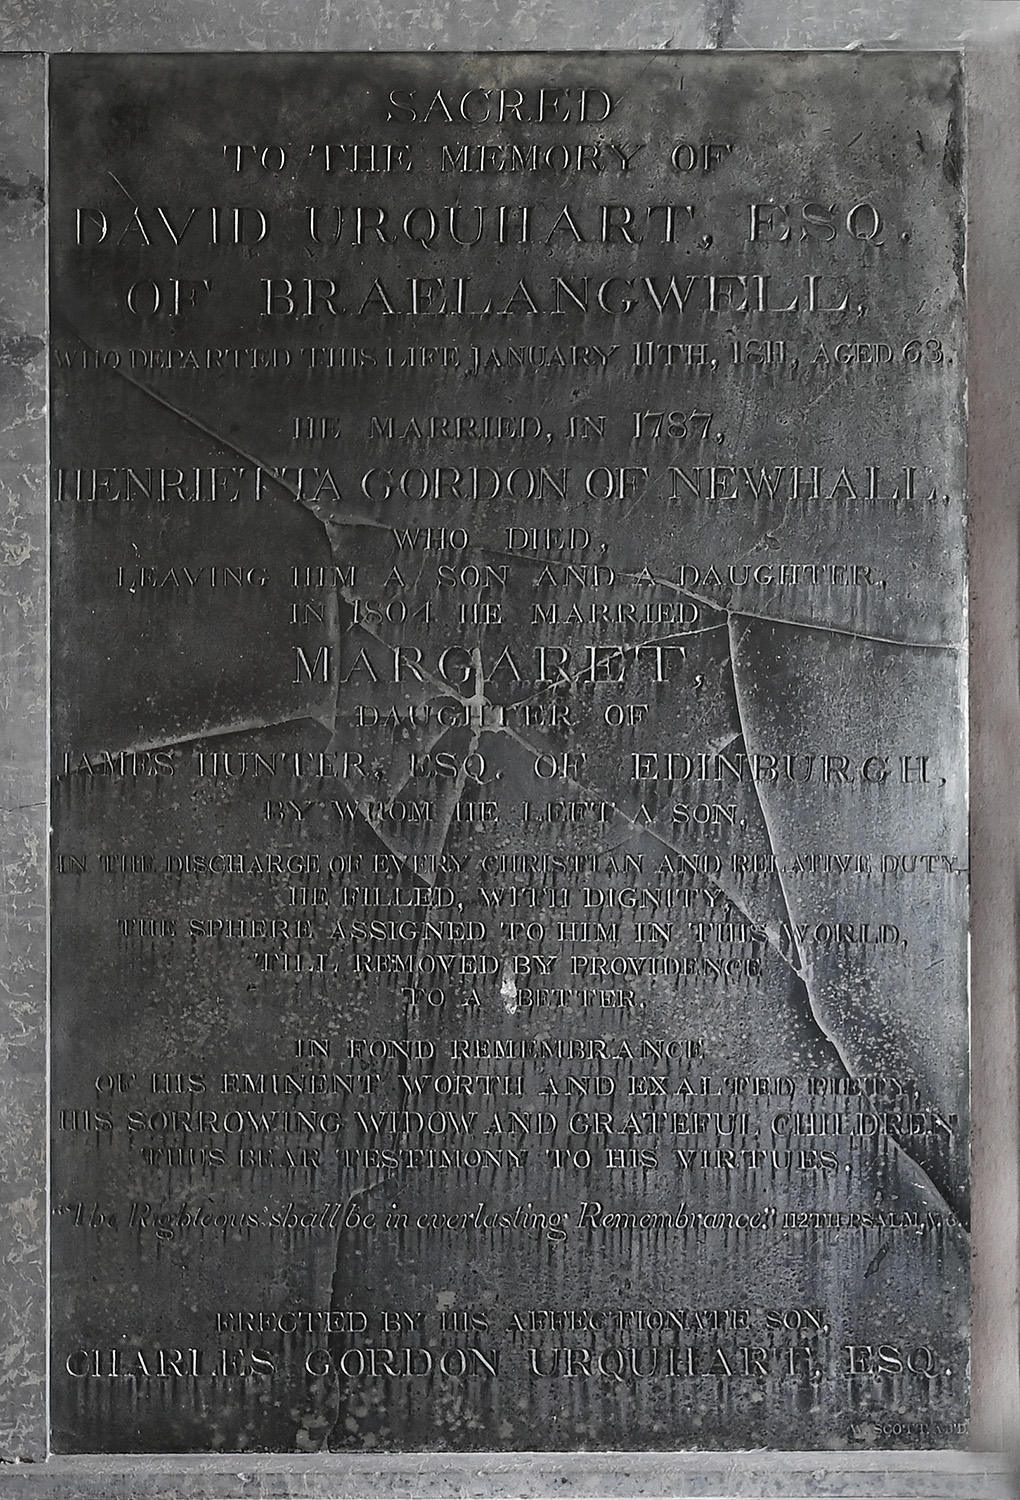 SACRED
TO THE MEMORY OF
DAVID URQUHART, ESQ.
OF BRAELANGWELL,
WHO DEPARTED THIS LIFE JANUARY 11TH, 1811, AGED 63.
HE MARRIED, IN 1787,
HENRIETTA GORDON OF NEWHALL,
WHO DIED,
LEAVING HIM A SON AND A DAUGHTER,
IN 1804 HE MARRIED
MARGARET,
DAUGHTER OF
JAMES HUNTER, ESQ. OF EDINBURGH,
BY WHOM HE LEFT A SON,
IN THE DISCHARGE OF EVERY CHRISTIAN AND RELATIVE DUTY,
HE FILLED, WITH DIGNITY,
THE SPHERE ASSIGNED TO HIM IN THIS WORLD,
TILL REMOVED BY PROVIDENCE
TO A BETTER.
IN FOND REMEMBRANCE
OF HIS EMINENT WORTH AND EXALTED PIETY,
HIS SORROWING WIDOW AND GRATEFUL CHILDREN
THUS BEAR TESTIMONY TO HIS VIRTUES.
"The Righteous shall be in everlasting Remembrance." 112TH PSALM, V. 6.
ERECTED BY HIS AFFECTIONATE SON,
CHARLES GORDON URQUHART, ESQ.
SCOTT